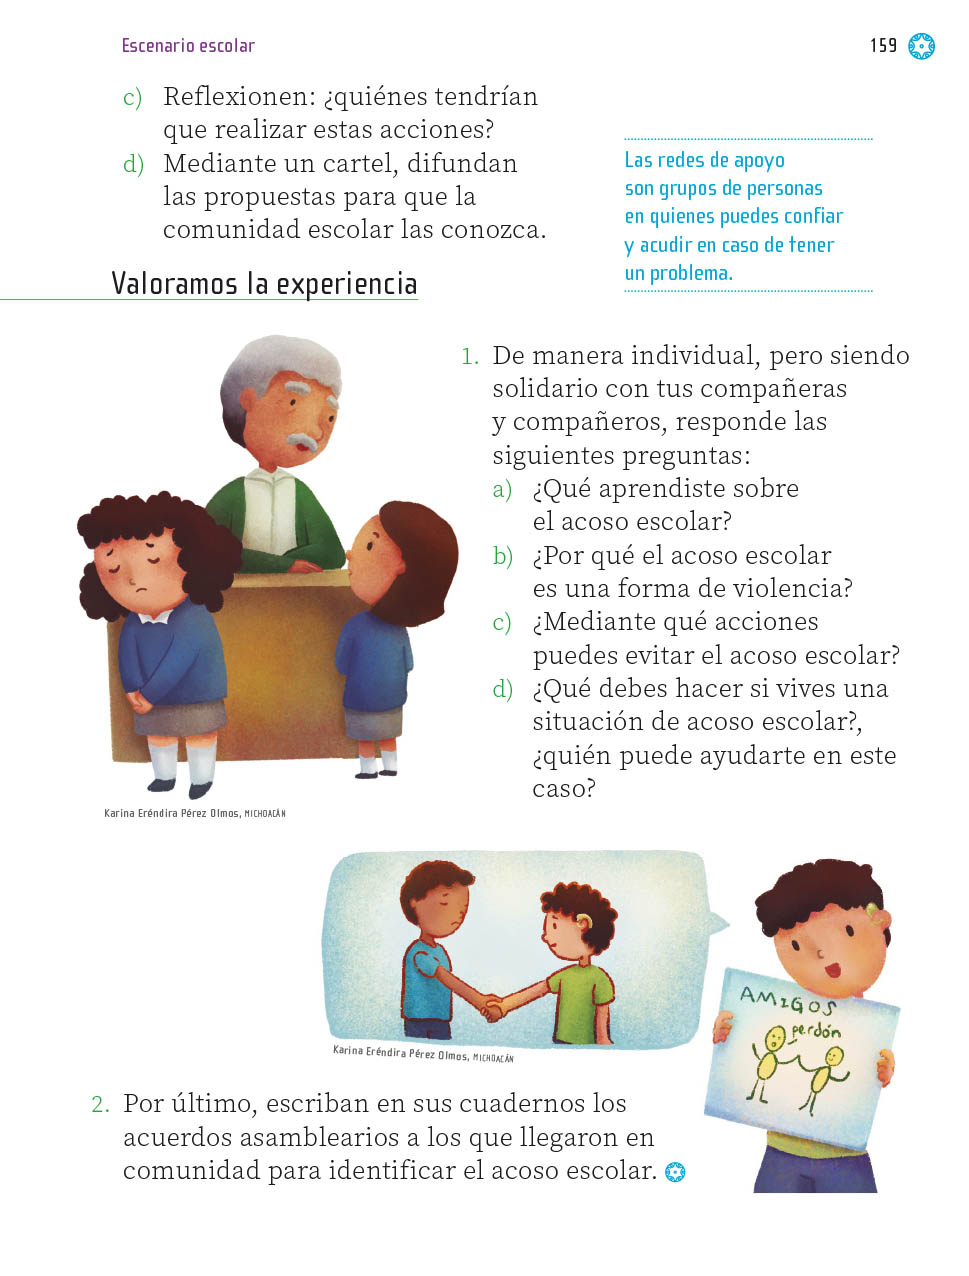 Escenario escolar
159
c) Reflexionen: ¿quiénes tendrían
que realizar estas acciones?
d) Mediante un cartel, difundan
las propuestas para que la
comunidad escolar las conozca.
Las redes de apoyo
son grupos de personas
en quienes puedes confiar
y acudir en caso de tener
un problema.
Valoramos la experiencia
1. De manera individual, pero siendo
solidario con tus compañeras
y compañeros, responde las
siguientes preguntas:
a) ¿Qué aprendiste sobre
el acoso escolar?
b) ¿Por qué el acoso escolar
es una forma de violencia?
c) ¿Mediante qué acciones
puedes evitar el acoso escolar?
d) ¿Qué debes hacer si vives una
situación de acoso escolar?,
¿quién puede ayudarte en este
caso?
Karina Eréndira Pérez Olmos, MICHOACÁN
AMIGOS
perdón
Karina Eréndira Pérez Olmos, MICHOACÁN
2. Por último, escriban en sus cuadernos los
acuerdos asamblearios a los que llegaron en
comunidad para identificar el acoso escolar.